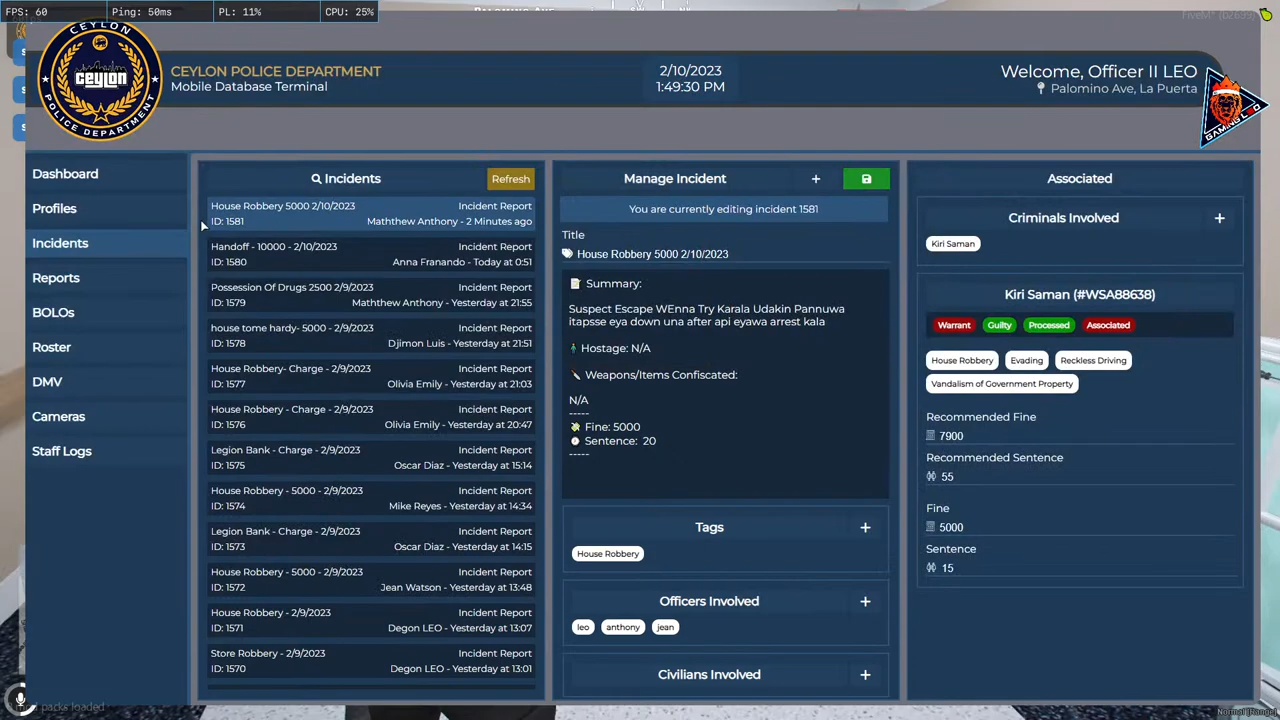 FPS: 60
Ping: 50ms
PL: 11%
CPU: 25%
CEYLON
ceylon
POLICE DEPARTMENT
CEYLON POLICE DEPARTMENT
Mobile Database Terminal
2/10/2023
1:49:30 PM
Welcome, Officer II LEO
Palomino Ave, La Puerta
GAMING LEO
Dashboard
Profiles
Incidents
Reports
BOLOs
Roster
DMV
Cameras
Staff Logs
Incidents
Refresh
House Robbery 5000 2/10/2023 Incident Report
ID: 1581 Maththew Anthony - 2 Minutes ago
Handoff - 10000 - 2/10/2023 Incident Report
ID: 1580 Anna Franando - Today at 0:51
Possession Of Drugs 2500 2/9/2023 Incident Report
ID: 1579 Maththew Anthony - Yesterday at 21:55
house tome hardy- 5000 - 2/9/2023 Incident Report
ID: 1578 Djimon Luis - Yesterday at 21:51
House Robbery- Charge - 2/9/2023 Incident Report
ID: 1577 Olivia Emily - Yesterday at 21:03
House Robbery - Charge - 2/9/2023 Incident Report
ID: 1576 Olivia Emily - Yesterday at 20:47
Legion Bank - Charge - 2/9/2023 Incident Report
ID: 1575 Oscar Diaz - Yesterday at 15:14
House Robbery - 5000 - 2/9/2023 Incident Report
ID: 1574 Mike Reyes - Yesterday at 14:34
Legion Bank - Charge - 2/9/2023 Incident Report
ID: 1573 Oscar Diaz - Yesterday at 14:15
House Robbery - 5000 - 2/9/2023 Incident Report
ID: 1572 Jean Watson - Yesterday at 13:48
House Robbery - 2/9/2023 Incident Report
ID: 1571 Degon LEO - Yesterday at 13:07
Store Robbery - 2/9/2023 Incident Report
ID: 1570 Degon LEO - Yesterday at 13:01
Manage Incident
You are currently editing incident 1581
Title
House Robbery 5000 2/10/2023
Summary:
Suspect Escape WEnna Try Karala Udakin Pannuwa
itapsse eya down una after api eyawa arrest kala
Hostage: N/A
Weapons/Items Confiscated:
N/A
-----
Fine: 5000
Sentence: 20
-----
Tags
House Robbery
Officers Involved
leo anthony jean
Civilians Involved
Associated
Criminals Involved
Kiri Saman
Kiri Saman (#WSA88638)
Warrant Guilty Processed Associated
House Robbery Evading Reckless Driving
Vandalism of Government Property
Recommended Fine
7900
Recommended Sentence
55
Fine
5000
Sentence
15